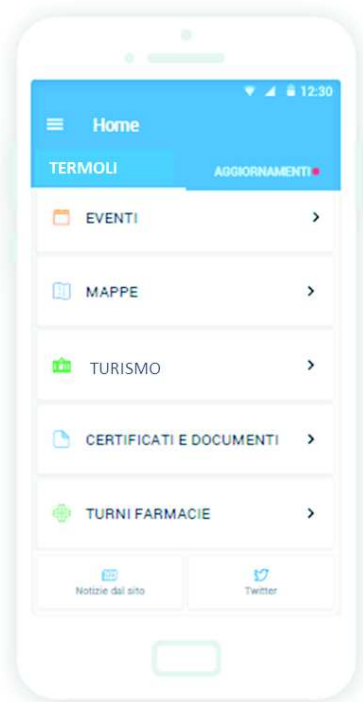 12:30
Home
TERMOLI
AGGIORNAMENTI
EVENTI
MAPPE
TURISMO
CERTIFICATI E DOCUMENTI
TURNI FARMACIE
Notizie dal sito
Twitter